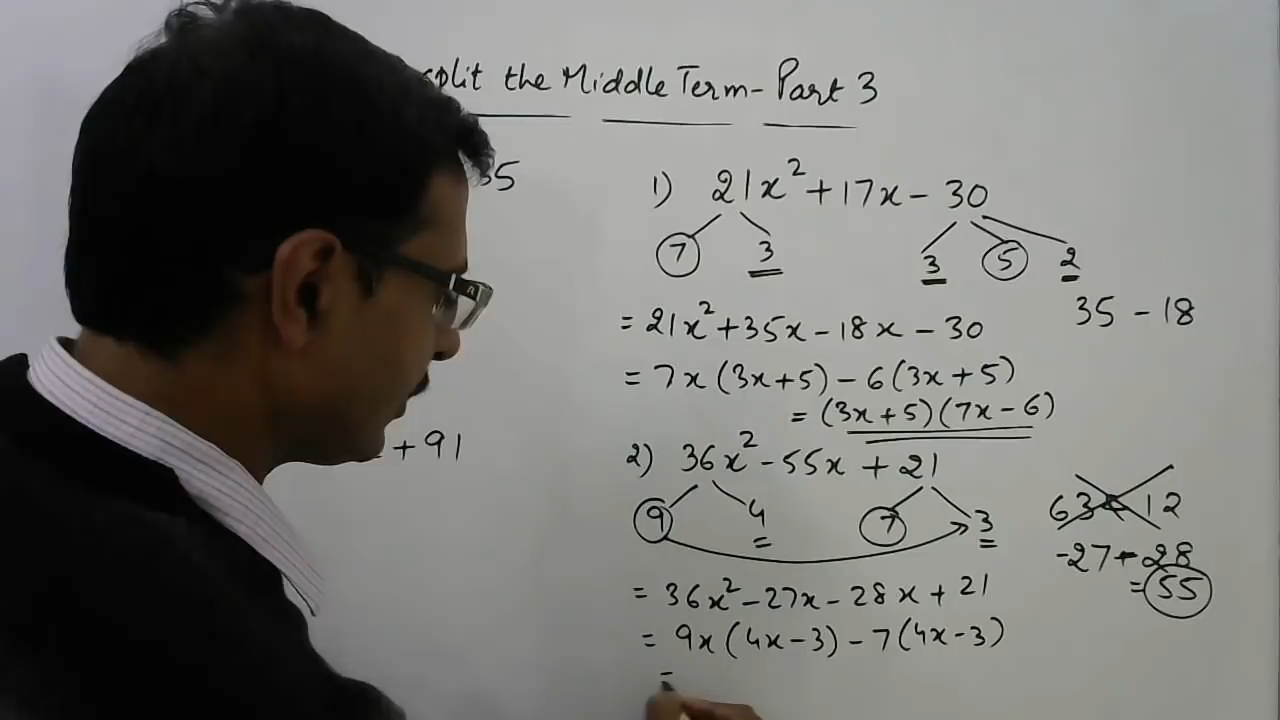 split the Middle Term- Part 3
35
+ 91
1) 21x² + 17x - 30
7 3 3 5 2
35 - 18
= 21x² + 35x - 18x - 30
= 7x(3x+5) - 6(3x+5)
= (3x+5)(7x-6)
2) 36x² - 55x + 21
9 4 7 3
63 12
-27 - 28
= 55
= 36x² - 27x - 28x + 21
= 9x(4x-3) - 7(4x-3)
=